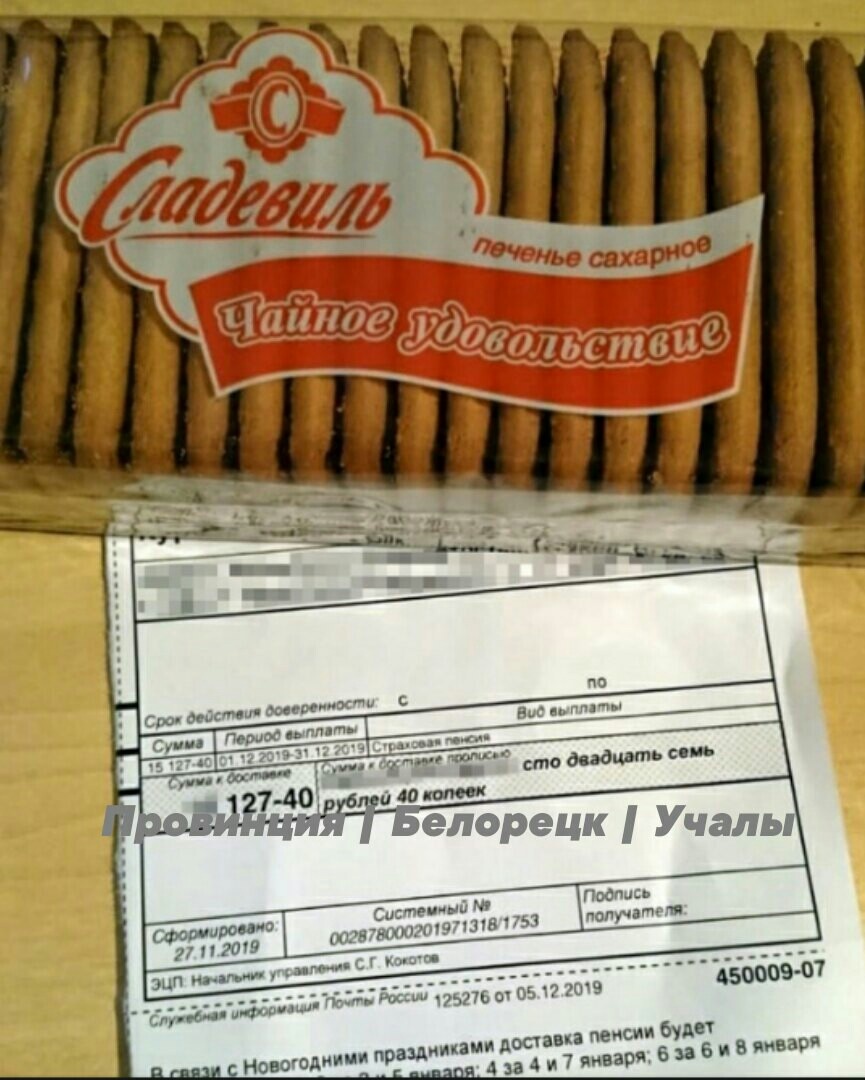 С
Сладевиль
печенье сахарное
Чайное удовольствие
Срок действия доверенности: с по
Сумма Период выплаты Вид выплаты
15 127-40 01.12.2019-31.12.2019 Страховая пенсия
Сумма к доставке Сумма к доставке прописью сто двадцать семь
127-40 рублей 40 копеек
Провинция | Белорецк | Учалы
Сформировано: Системный № Подпись
27.11.2019 002878000201971318/1753 получателя:
ЭЦП: Начальник управления С.Г. Кокотов
Служебная информация Почты России 125276 от 05.12.2019 450009-07
В связи с Новогодними праздниками доставка пенсии будет
января; 4 за 4 и 7 января; 6 за 6 и 8 января